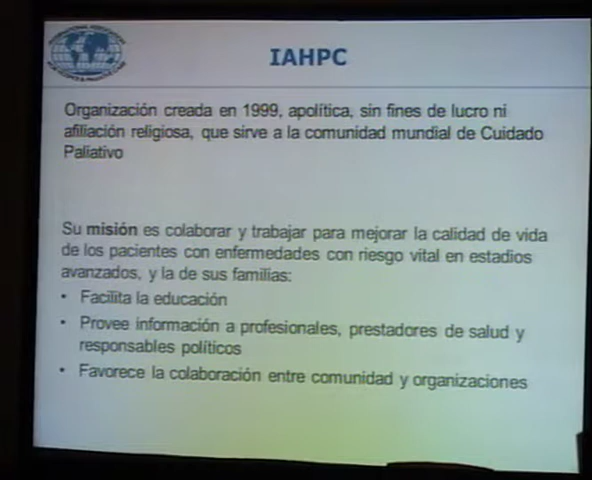 IAHPC
Organización creada en 1999, apolítica, sin fines de lucro ni
afiliación religiosa, que sirve a la comunidad mundial de Cuidado
Paliativo
Su misión es colaborar y trabajar para mejorar la calidad de vida
de los pacientes con enfermedades con riesgo vital en estadios
avanzados, y la de sus familias:
• Facilita la educación
• Provee información a profesionales, prestadores de salud y
responsables políticos
• Favorece la colaboración entre comunidad y organizaciones